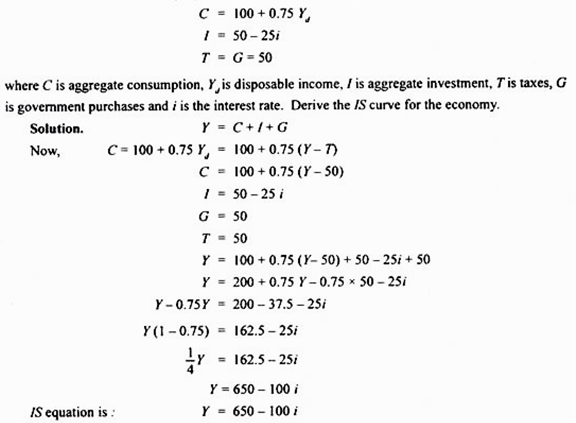 C = 100 + 0.75 Y_d
I = 50 – 25i
T = G = 50
where C is aggregate consumption, Y_d is disposable income, I is aggregate investment, T is taxes, G
is government purchases and i is the interest rate. Derive the IS curve for the economy.
Solution. Y = C + I + G
Now, C = 100 + 0.75 Y_d = 100 + 0.75 (Y – T)
C = 100 + 0.75 (Y – 50)
I = 50 – 25 i
G = 50
T = 50
Y = 100 + 0.75 (Y– 50) + 50 – 25i + 50
Y = 200 + 0.75 Y – 0.75 × 50 – 25i
Y – 0.75Y = 200 – 37.5 – 25i
Y (1 – 0.75) = 162.5 – 25i
1/4 Y = 162.5 – 25i
Y = 650 – 100 i
IS equation is : Y = 650 – 100 i